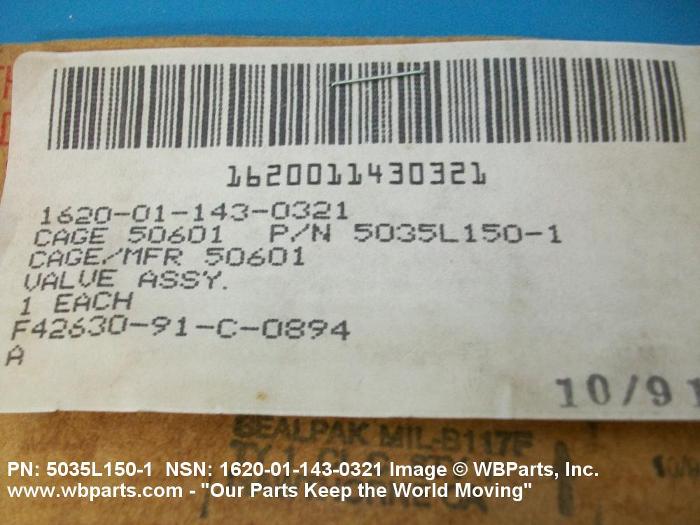 1620011430321
1620-01-143-0321
CAGE 50601 P/N 5035L150-1
CAGE/MFR 50601
VALVE ASSY.
1 EACH
F42630-91-C-0894
A
10/91
SEALPAK MIL-B117F
PN: 5035L150-1 NSN: 1620-01-143-0321 Image © WBParts, Inc.
www.wbparts.com - "Our Parts Keep the World Moving"